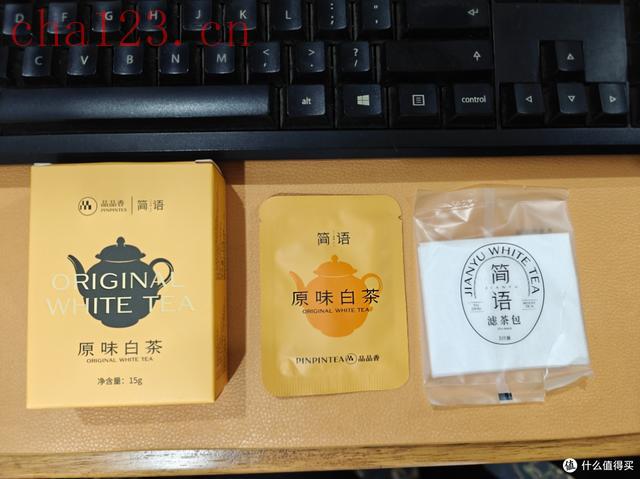 cha123.cn
D
F
G
H
J
K
L
C
V
B
N
M
alt
control
品品香
PINPINTEA
简语
ORIGINAL
WHITE TEA
原味白茶
ORIGINAL WHITE TEA
净含量：15g
简语
原味白茶
ORIGINAL WHITE TEA
PINPINTEA 品品香
JIANYU WHITE TEA
简
JIANYU
语
滤茶包
值 什么值得买